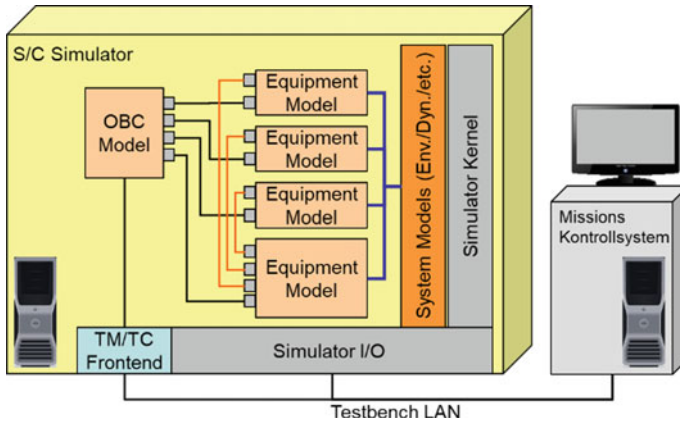 S/C Simulator
OBC
Model
Equipment
Model
Equipment
Model
Equipment
Model
Equipment
Model
System Models (Env./Dyn./etc.)
Simulator Kernel
TM/TC
Frontend
Simulator I/O
Missions
Kontrollsystem
Testbench LAN